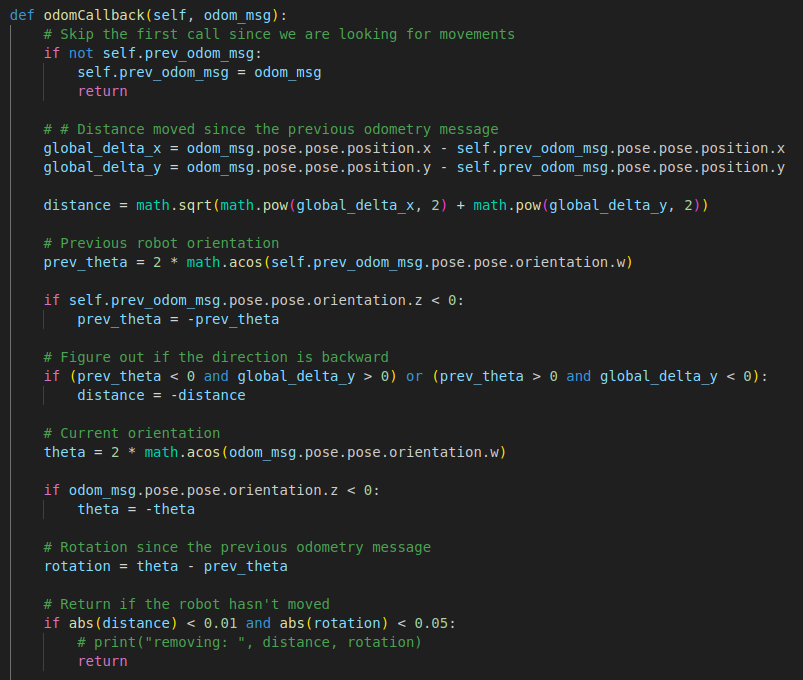 def odomCallback(self, odom_msg):
    # Skip the first call since we are looking for movements
    if not self.prev_odom_msg:
        self.prev_odom_msg = odom_msg
        return

    # # Distance moved since the previous odometry message
    global_delta_x = odom_msg.pose.pose.position.x - self.prev_odom_msg.pose.pose.position.x
    global_delta_y = odom_msg.pose.pose.position.y - self.prev_odom_msg.pose.pose.position.y

    distance = math.sqrt(math.pow(global_delta_x, 2) + math.pow(global_delta_y, 2))

    # Previous robot orientation
    prev_theta = 2 * math.acos(self.prev_odom_msg.pose.pose.orientation.w)

    if self.prev_odom_msg.pose.pose.orientation.z < 0:
        prev_theta = -prev_theta

    # Figure out if the direction is backward
    if (prev_theta < 0 and global_delta_y > 0) or (prev_theta > 0 and global_delta_y < 0):
        distance = -distance

    # Current orientation
    theta = 2 * math.acos(odom_msg.pose.pose.orientation.w)

    if odom_msg.pose.pose.orientation.z < 0:
        theta = -theta

    # Rotation since the previous odometry message
    rotation = theta - prev_theta

    # Return if the robot hasn't moved
    if abs(distance) < 0.01 and abs(rotation) < 0.05:
        # print("removing: ", distance, rotation)
        return